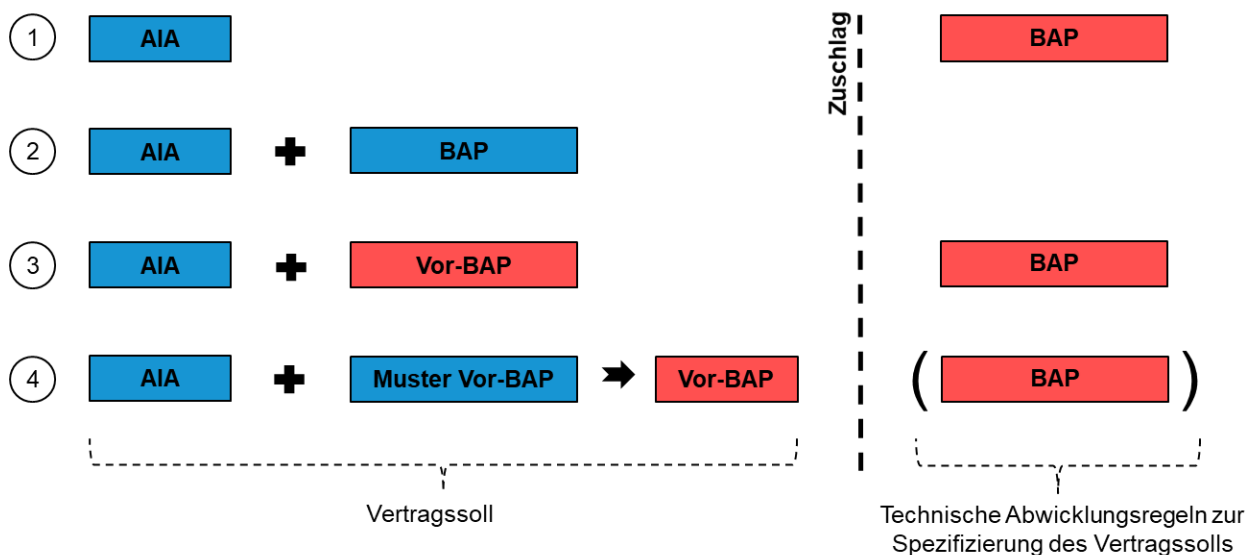 1 AIA Zuschlag BAP
2 AIA + BAP
3 AIA + Vor-BAP BAP
4 AIA + Muster Vor-BAP Vor-BAP ( BAP )
Vertragssoll
Technische Abwicklungsregeln zur
Spezifizierung des Vertragssolls